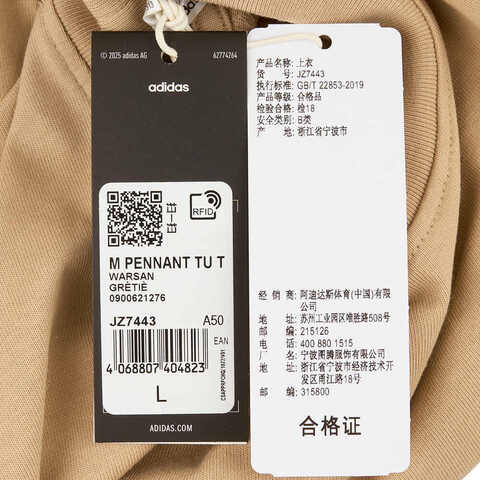 © 2025 adidas AG
62774264
adidas
RFID
M PENNANT TU T
WARSAN
GRÈTIÈ
0900621276
JZ7443
A50
EAN
4 068807 404823
L
ADIDAS.COM
产品名称: 上衣
货 号: JZ7443
执行标准: GB/T 22853-2019
产品等级: 合格品
检验合格: 检18
安全类别: B类
产 地: 浙江省宁波市
经 销 商: 阿迪达斯体育(中国)有限公司
地 址: 苏州工业园区唯胜路508号
邮 编: 215126
电 话: 400 880 1515
生 产 商: 宁波图腾服饰有限公司
地 址: 浙江省宁波市经济技术开发区甬江路18号
邮 编: 315800
合格证